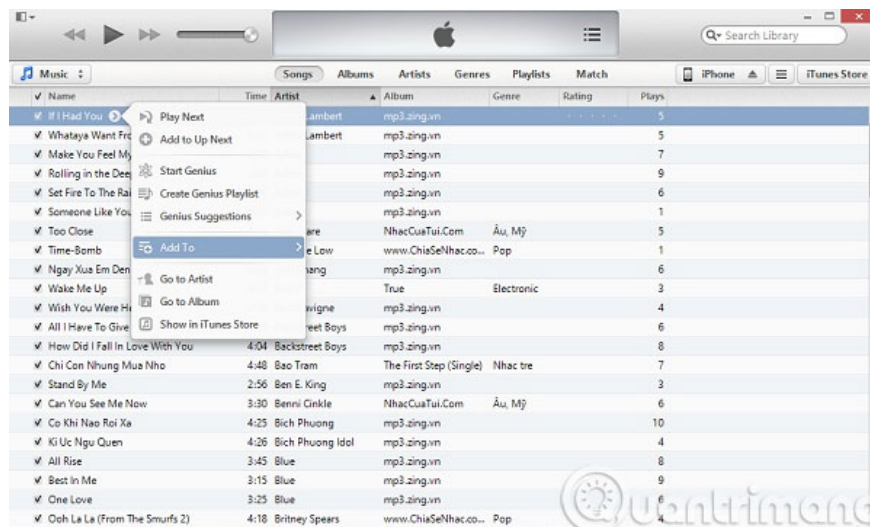 Search Library
Music
Songs Albums Artists Genres Playlists Match
iPhone
iTunes Store
Name Time Artist Album Genre Rating Plays
If I Had You Lambert mp3.zing.vn 5
Whataya Want Fro Lambert mp3.zing.vn 5
Make You Feel My mp3.zing.vn 7
Rolling in the Deep mp3.zing.vn 9
Set Fire To The Rai mp3.zing.vn 6
Someone Like You mp3.zing.vn 1
Too Close are NhacCuaTui.Com Âu, Mỹ 5
Time-Bomb e Low www.ChiaSeNhac.co... Pop 1
Ngay Xua Em Den hang mp3.zing.vn 6
Wake Me Up True Electronic 3
Wish You Were He avigne mp3.zing.vn 4
All I Have To Give reet Boys mp3.zing.vn 6
How Did I Fall In Love With You 4:04 Backstreet Boys mp3.zing.vn 8
Chi Con Nhung Mua Nho 4:48 Bao Tram The First Step (Single) Nhac tre 7
Stand By Me 2:56 Ben E. King mp3.zing.vn 3
Can You See Me Now 3:30 Benni Cinkle NhacCuaTui.Com Âu, Mỹ 6
Co Khi Nao Roi Xa 4:25 Bich Phuong mp3.zing.vn 10
Ki Uc Ngu Quen 4:26 Bich Phuong Idol mp3.zing.vn 4
All Rise 3:45 Blue mp3.zing.vn 8
Best In Me 3:15 Blue mp3.zing.vn 9
One Love 3:25 Blue mp3.zing.vn 6
Ooh La La (From The Smurfs 2) 4:18 Britney Spears www.ChiaSeNhac.co... Pop 4
Play Next
Add to Up Next
Start Genius
Create Genius Playlist
Genius Suggestions
Add To
Go to Artist
Go to Album
Show in iTunes Store
Quantrimang